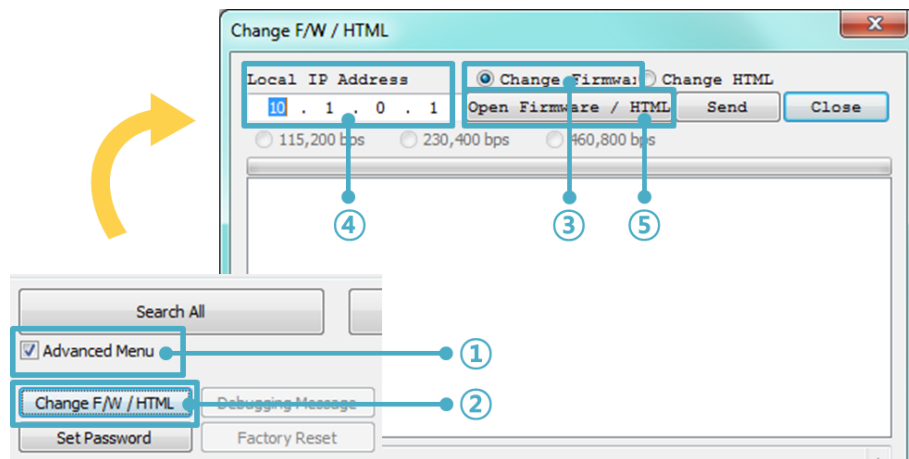 Change F/W / HTML
Local IP Address
Change Firmwar
Change HTML
10 . 1 . 0 . 1
Open Firmware / HTML
Send
Close
115,200 bps
230,400 bps
460,800 bps
④
③
⑤
Search All
Advanced Menu
①
Change F/W / HTML
Debugging Message
②
Set Password
Factory Reset